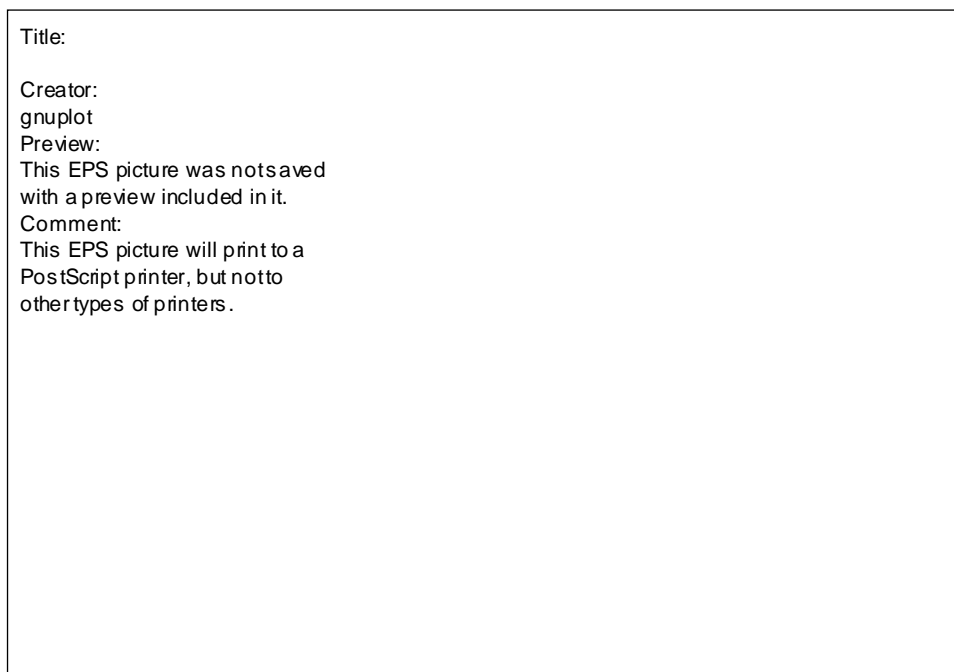 Title:
Creator:
gnuplot
Preview:
This EPS picture was not saved
with a preview included in it.
Comment:
This EPS picture will print to a
PostScript printer, but not to
other types of printers.